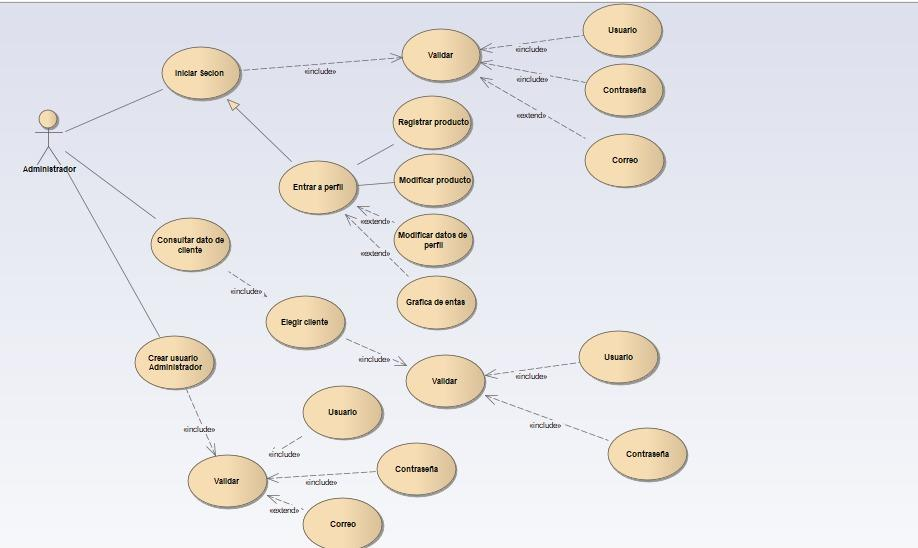 Usuario
«include»
Validar
Iniciar Secion
«include»
«include»
Contraseña
«extend»
Registrar producto
Correo
Administrador
Entrar a perfil
Modificar producto
«extend»
Modificar datos de
perfil
Consultar dato de
cliente
«extend»
«include»
Grafica de entas
Elegir cliente
«include»
Usuario
Crear usuario
Administrador
Validar
«include»
Usuario
«include»
«include»
«include»
Contraseña
Contraseña
Validar
«include»
«extend»
Correo